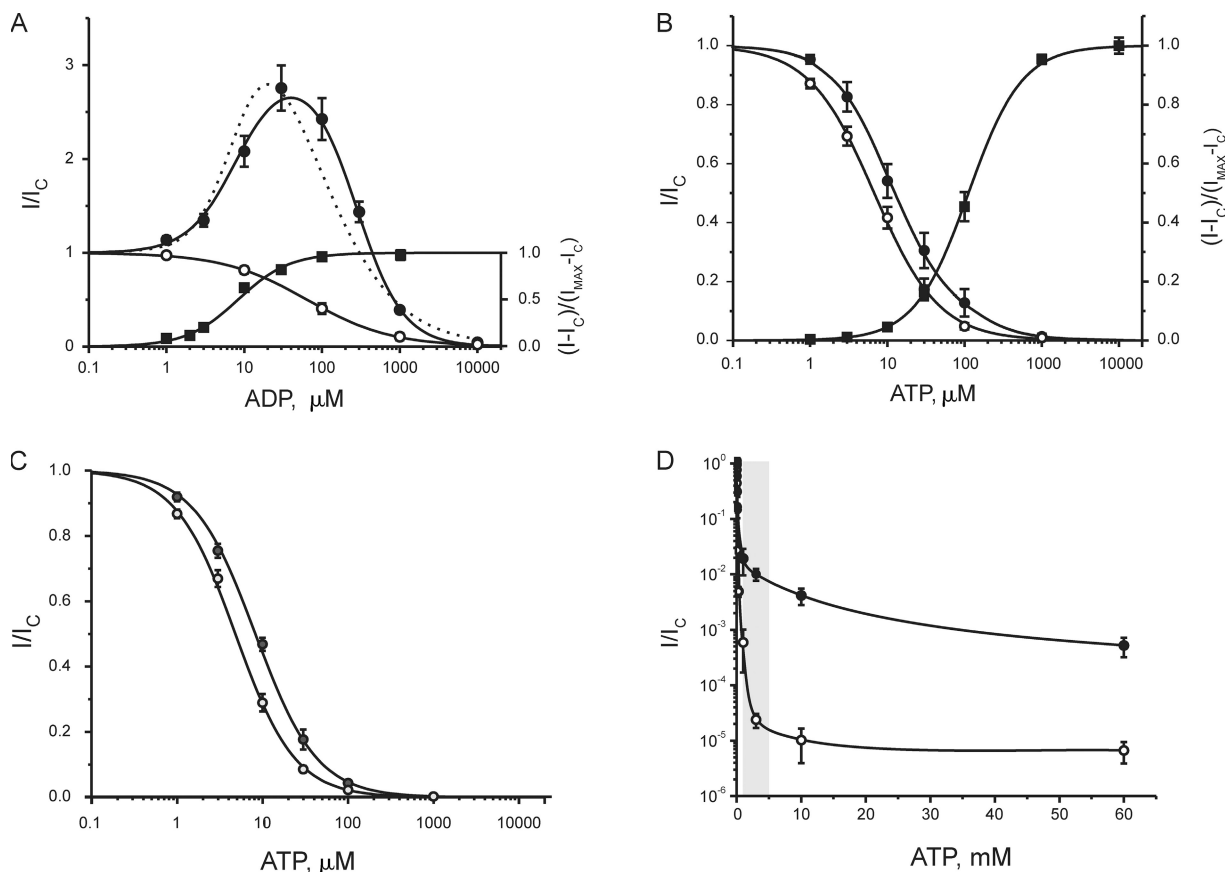 A
3
2
1
0
I/I_C
1.0
0.5
0.0
(I-I_C)/(I_MAX-I_C)
0.1 1 10 100 1000 10000
ADP, μM
B
1.0
0.8
0.6
0.4
0.2
0.0
I/I_C
1.0
0.8
0.6
0.4
0.2
0.0
(I-I_C)/(I_MAX-I_C)
0.1 1 10 100 1000 10000
ATP, μM
C
1.0
0.8
0.6
0.4
0.2
0.0
I/I_C
0.1 1 10 100 1000 10000
ATP, μM
D
10^0
10^-1
10^-2
10^-3
10^-4
10^-5
10^-6
I/I_C
0 10 20 30 40 50 60
ATP, mM